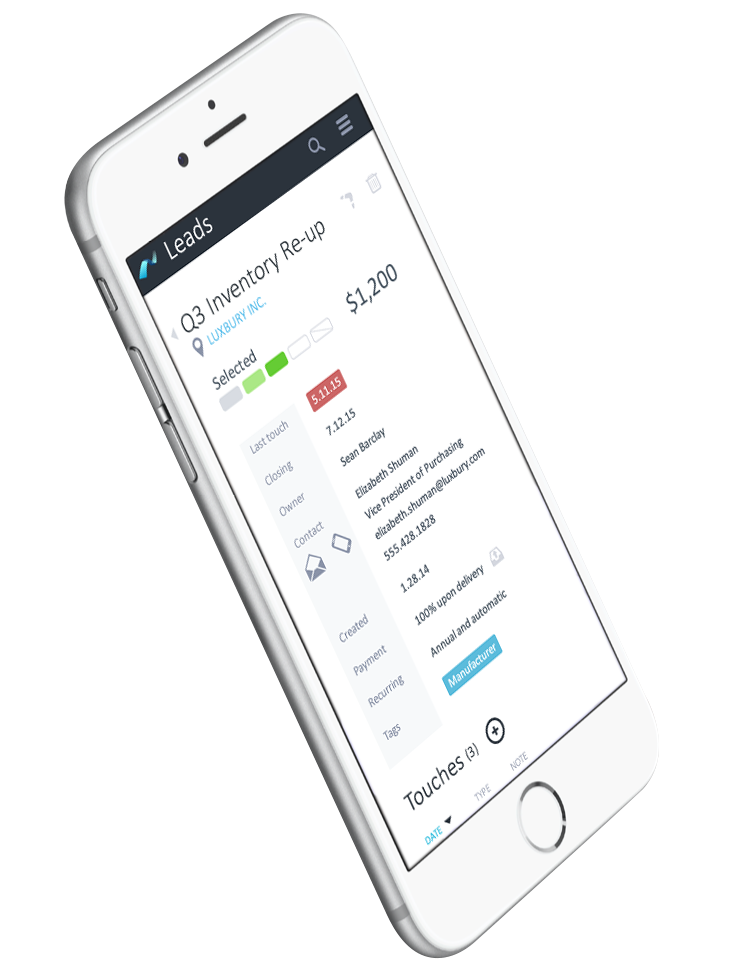 Leads
Q3 Inventory Re-up
LUXBURY INC.
$1,200
Selected
Last touch 5.11.15
Closing 7.12.15
Owner Sean Barclay
Contact Elizabeth Shuman
Vice President of Purchasing
elizabeth.shuman@luxbury.com
555.428.1828
Created 1.28.14
Payment 100% upon delivery
Recurring Annual and automatic
Tags Manufacturer
Touches (3)
DATE TYPE NOTE